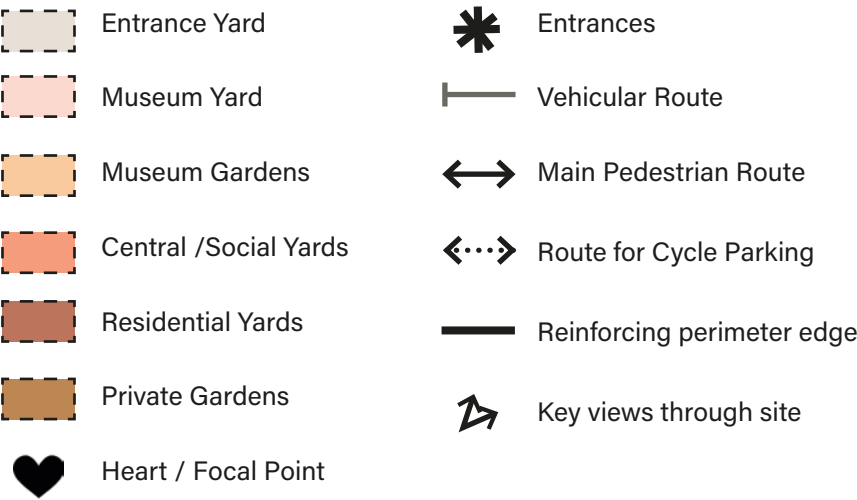 Entrance Yard
Museum Yard
Museum Gardens
Central /Social Yards
Residential Yards
Private Gardens
Heart / Focal Point
Entrances
Vehicular Route
Main Pedestrian Route
Route for Cycle Parking
Reinforcing perimeter edge
Key views through site